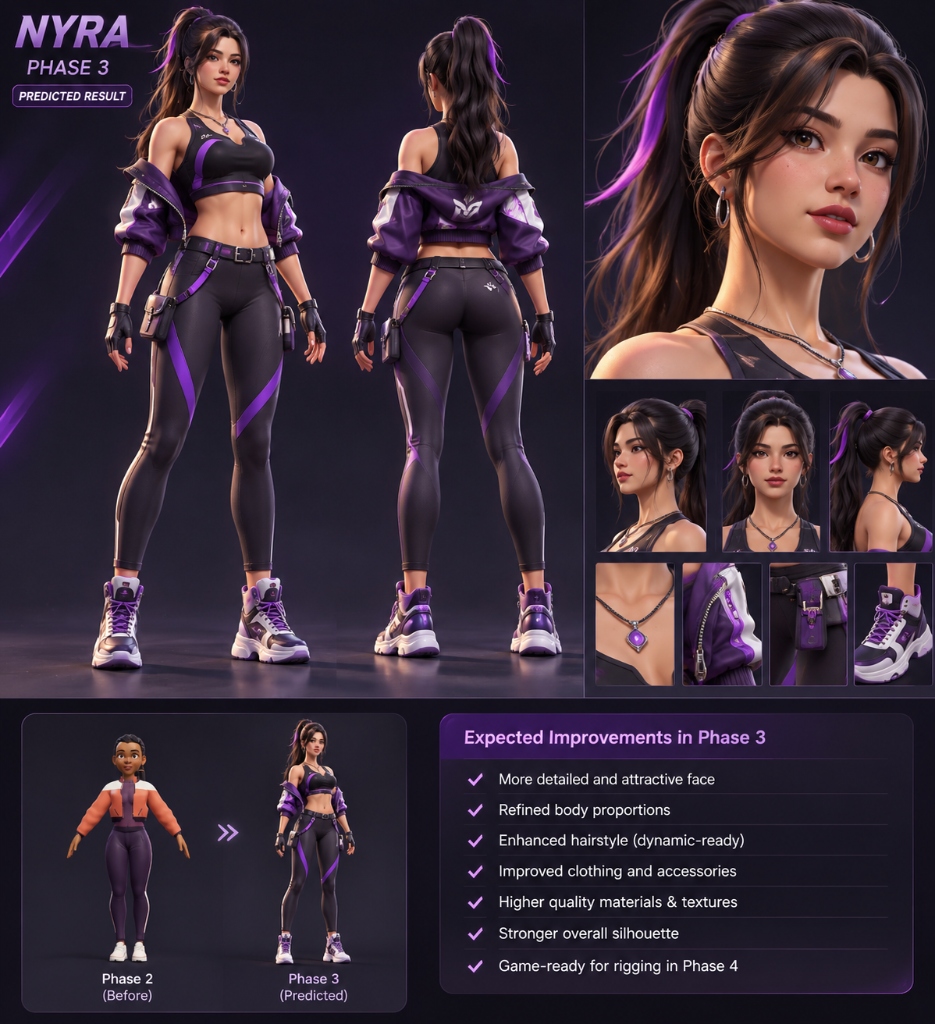 NYRA
PHASE 3
PREDICTED RESULT
Phase 2
(Before)
Phase 3
(Predicted)
Expected Improvements in Phase 3
More detailed and attractive face
Refined body proportions
Enhanced hairstyle (dynamic-ready)
Improved clothing and accessories
Higher quality materials & textures
Stronger overall silhouette
Game-ready for rigging in Phase 4